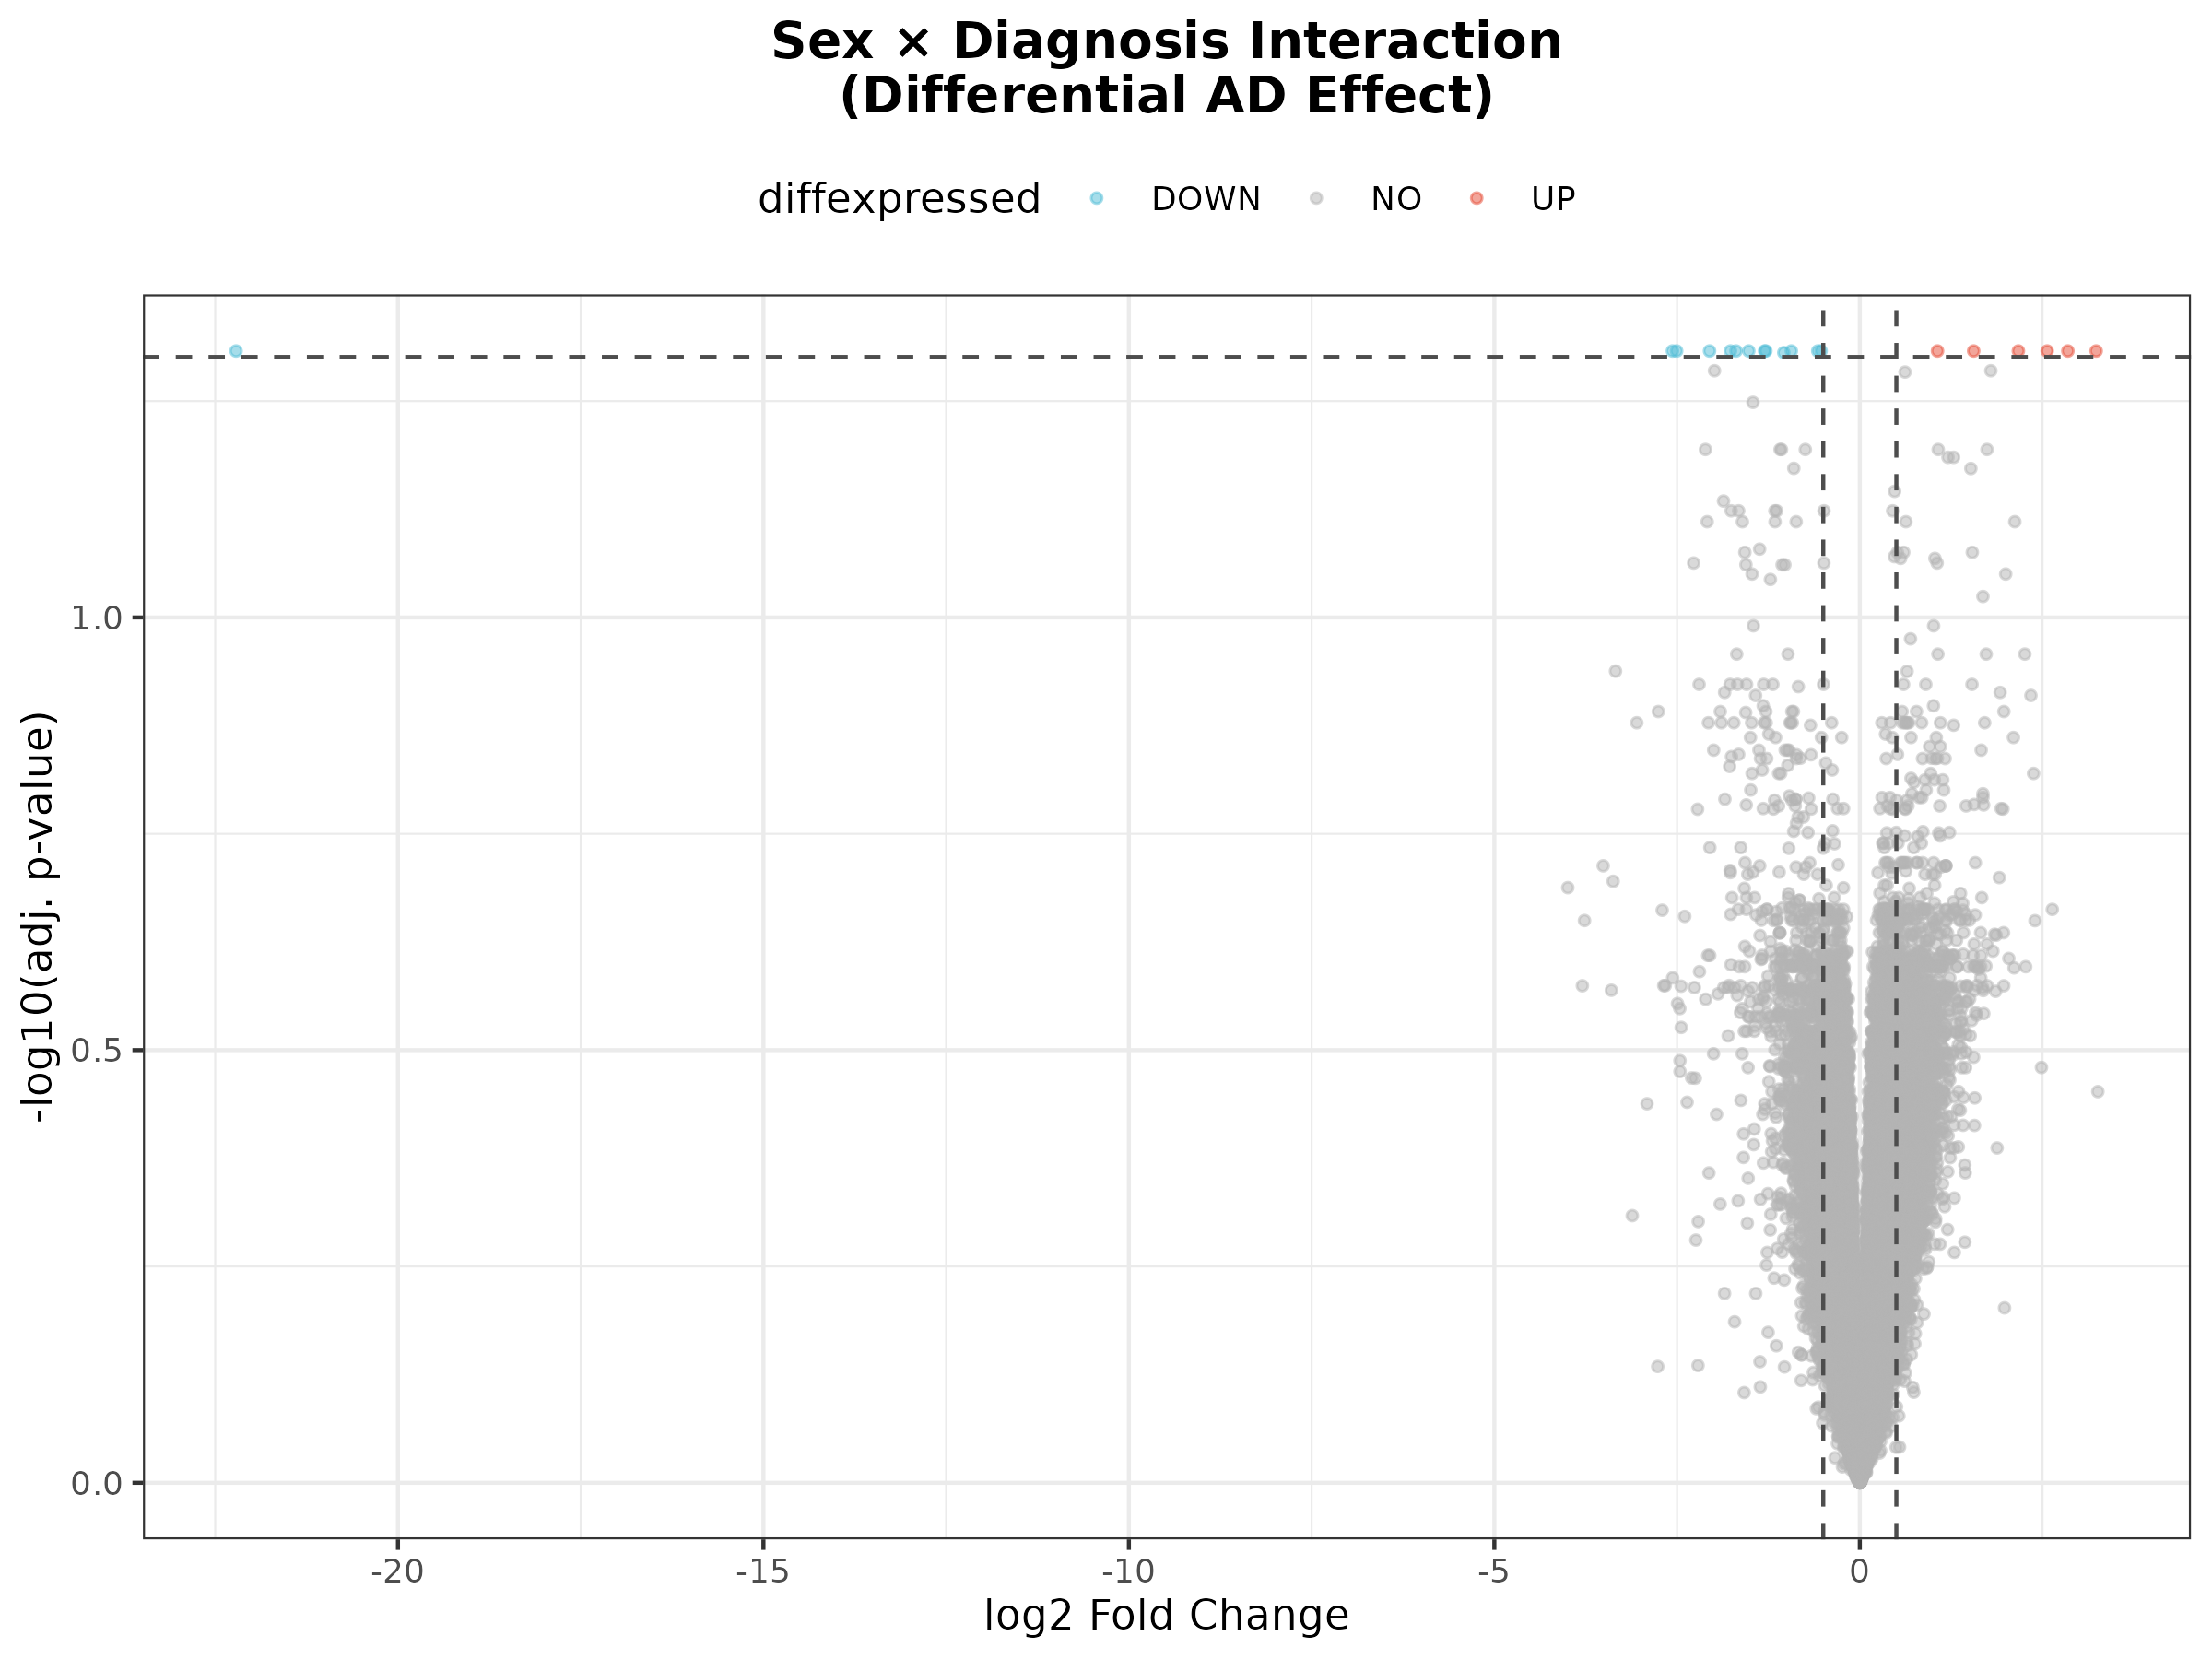 Sex × Diagnosis Interaction
(Differential AD Effect)
diffexpressed DOWN NO UP
-log10(adj. p-value)
1.0
0.5
0.0
-20 -15 -10 -5 0
log2 Fold Change